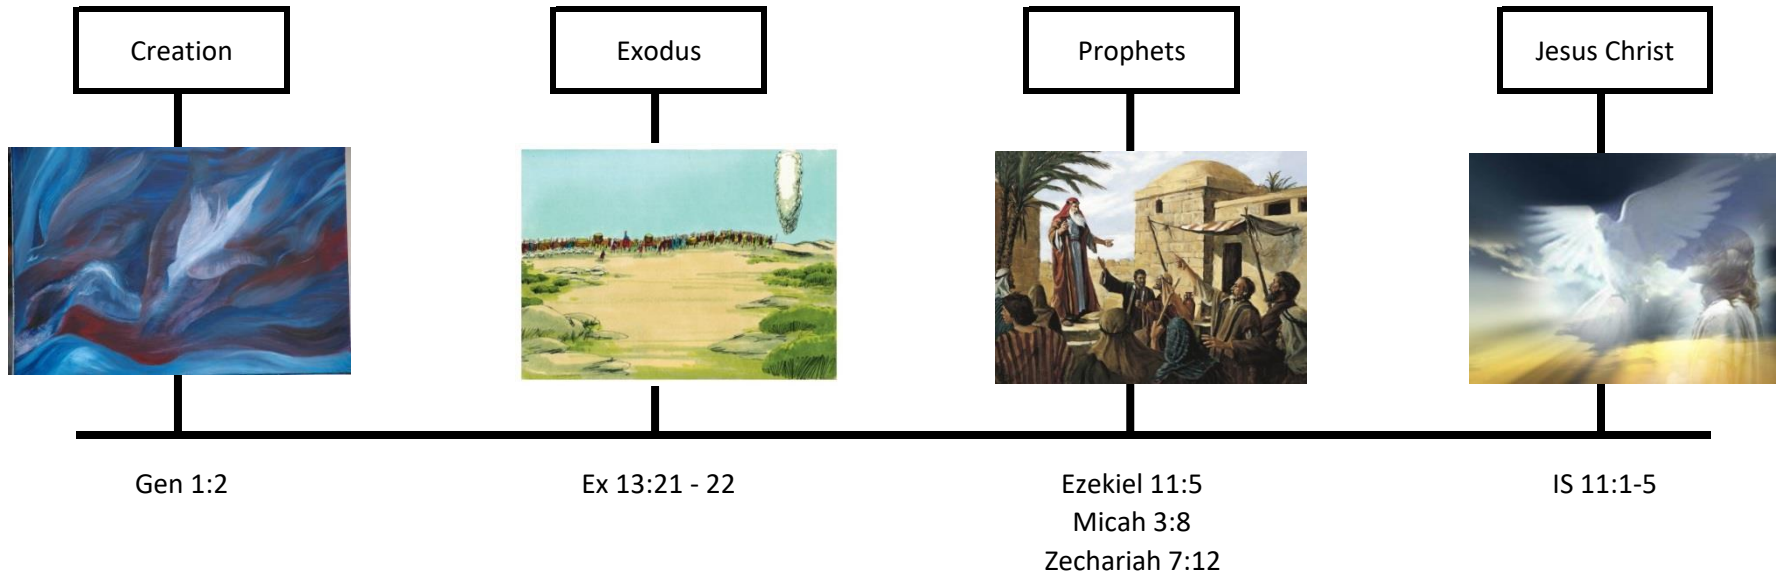 Creation
Exodus
Prophets
Jesus Christ
Gen 1:2
Ex 13:21 - 22
Ezekiel 11:5
Micah 3:8
Zechariah 7:12
IS 11:1-5